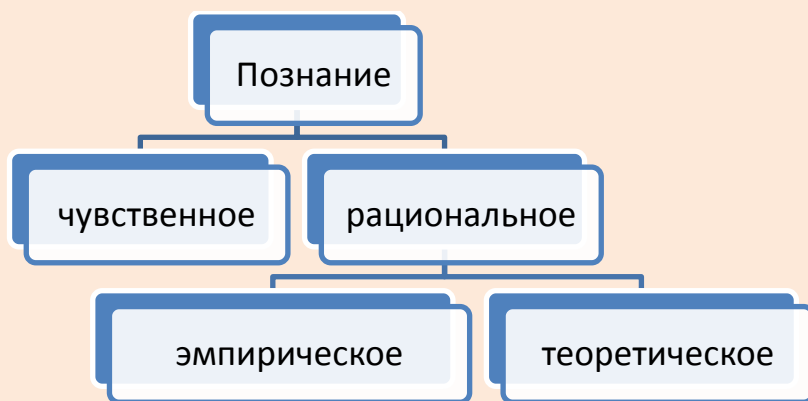 Познание
чувственное
рациональное
эмпирическое
теоретическое